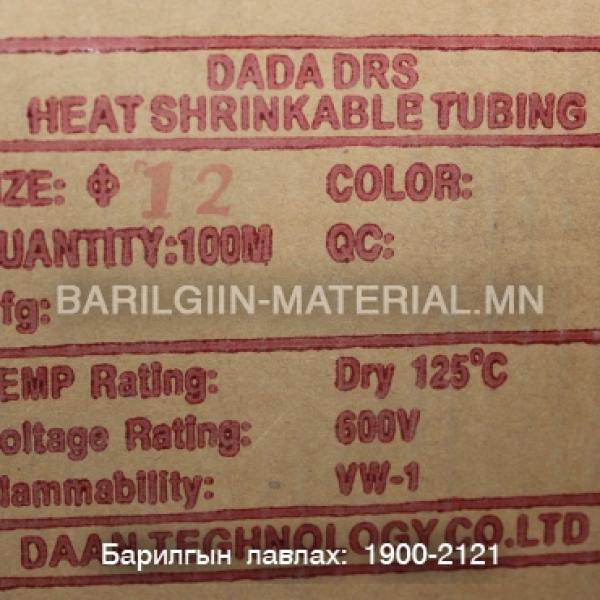 DADA DRS
HEAT SHRINKABLE TUBING
IZE: Φ 12 COLOR:
UANTITY:100M QC:
fg:
BARILGIIN-MATERIAL.MN
EMP Rating: Dry 125°C
oltage Rating: 600V
lammability: VW-1
DAAN TECHNOLOGY CO.LTD
Барилгын лавлах: 1900-2121